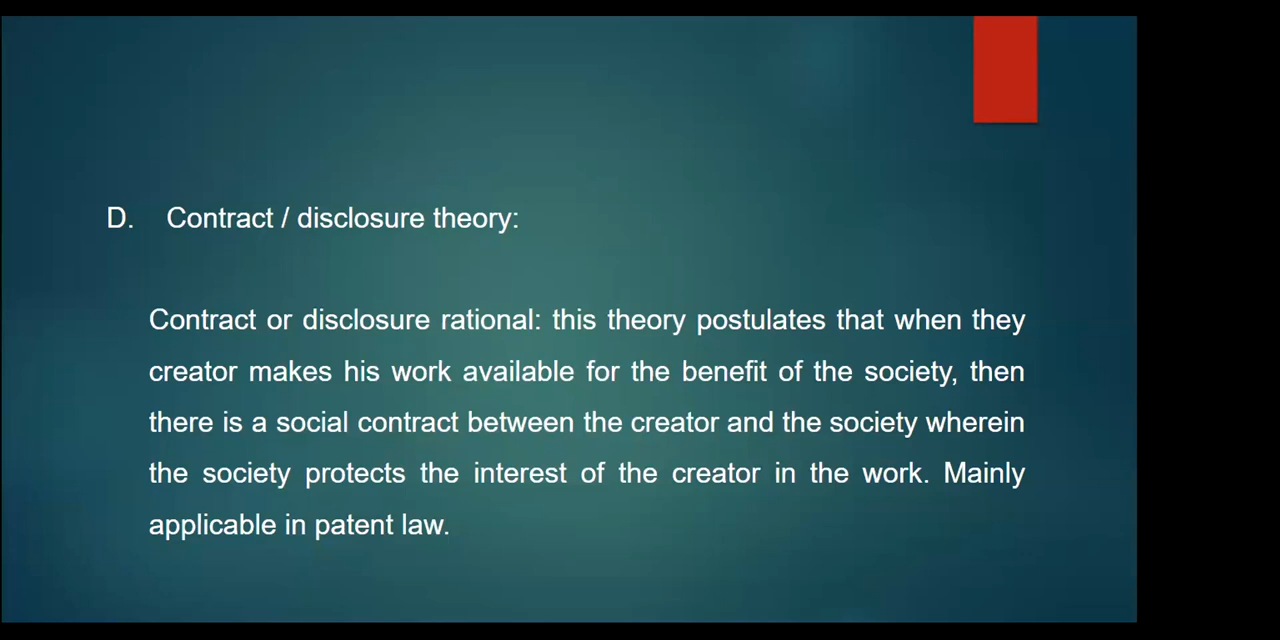 D. Contract / disclosure theory:
Contract or disclosure rational: this theory postulates that when they
creator makes his work available for the benefit of the society, then
there is a social contract between the creator and the society wherein
the society protects the interest of the creator in the work. Mainly
applicable in patent law.